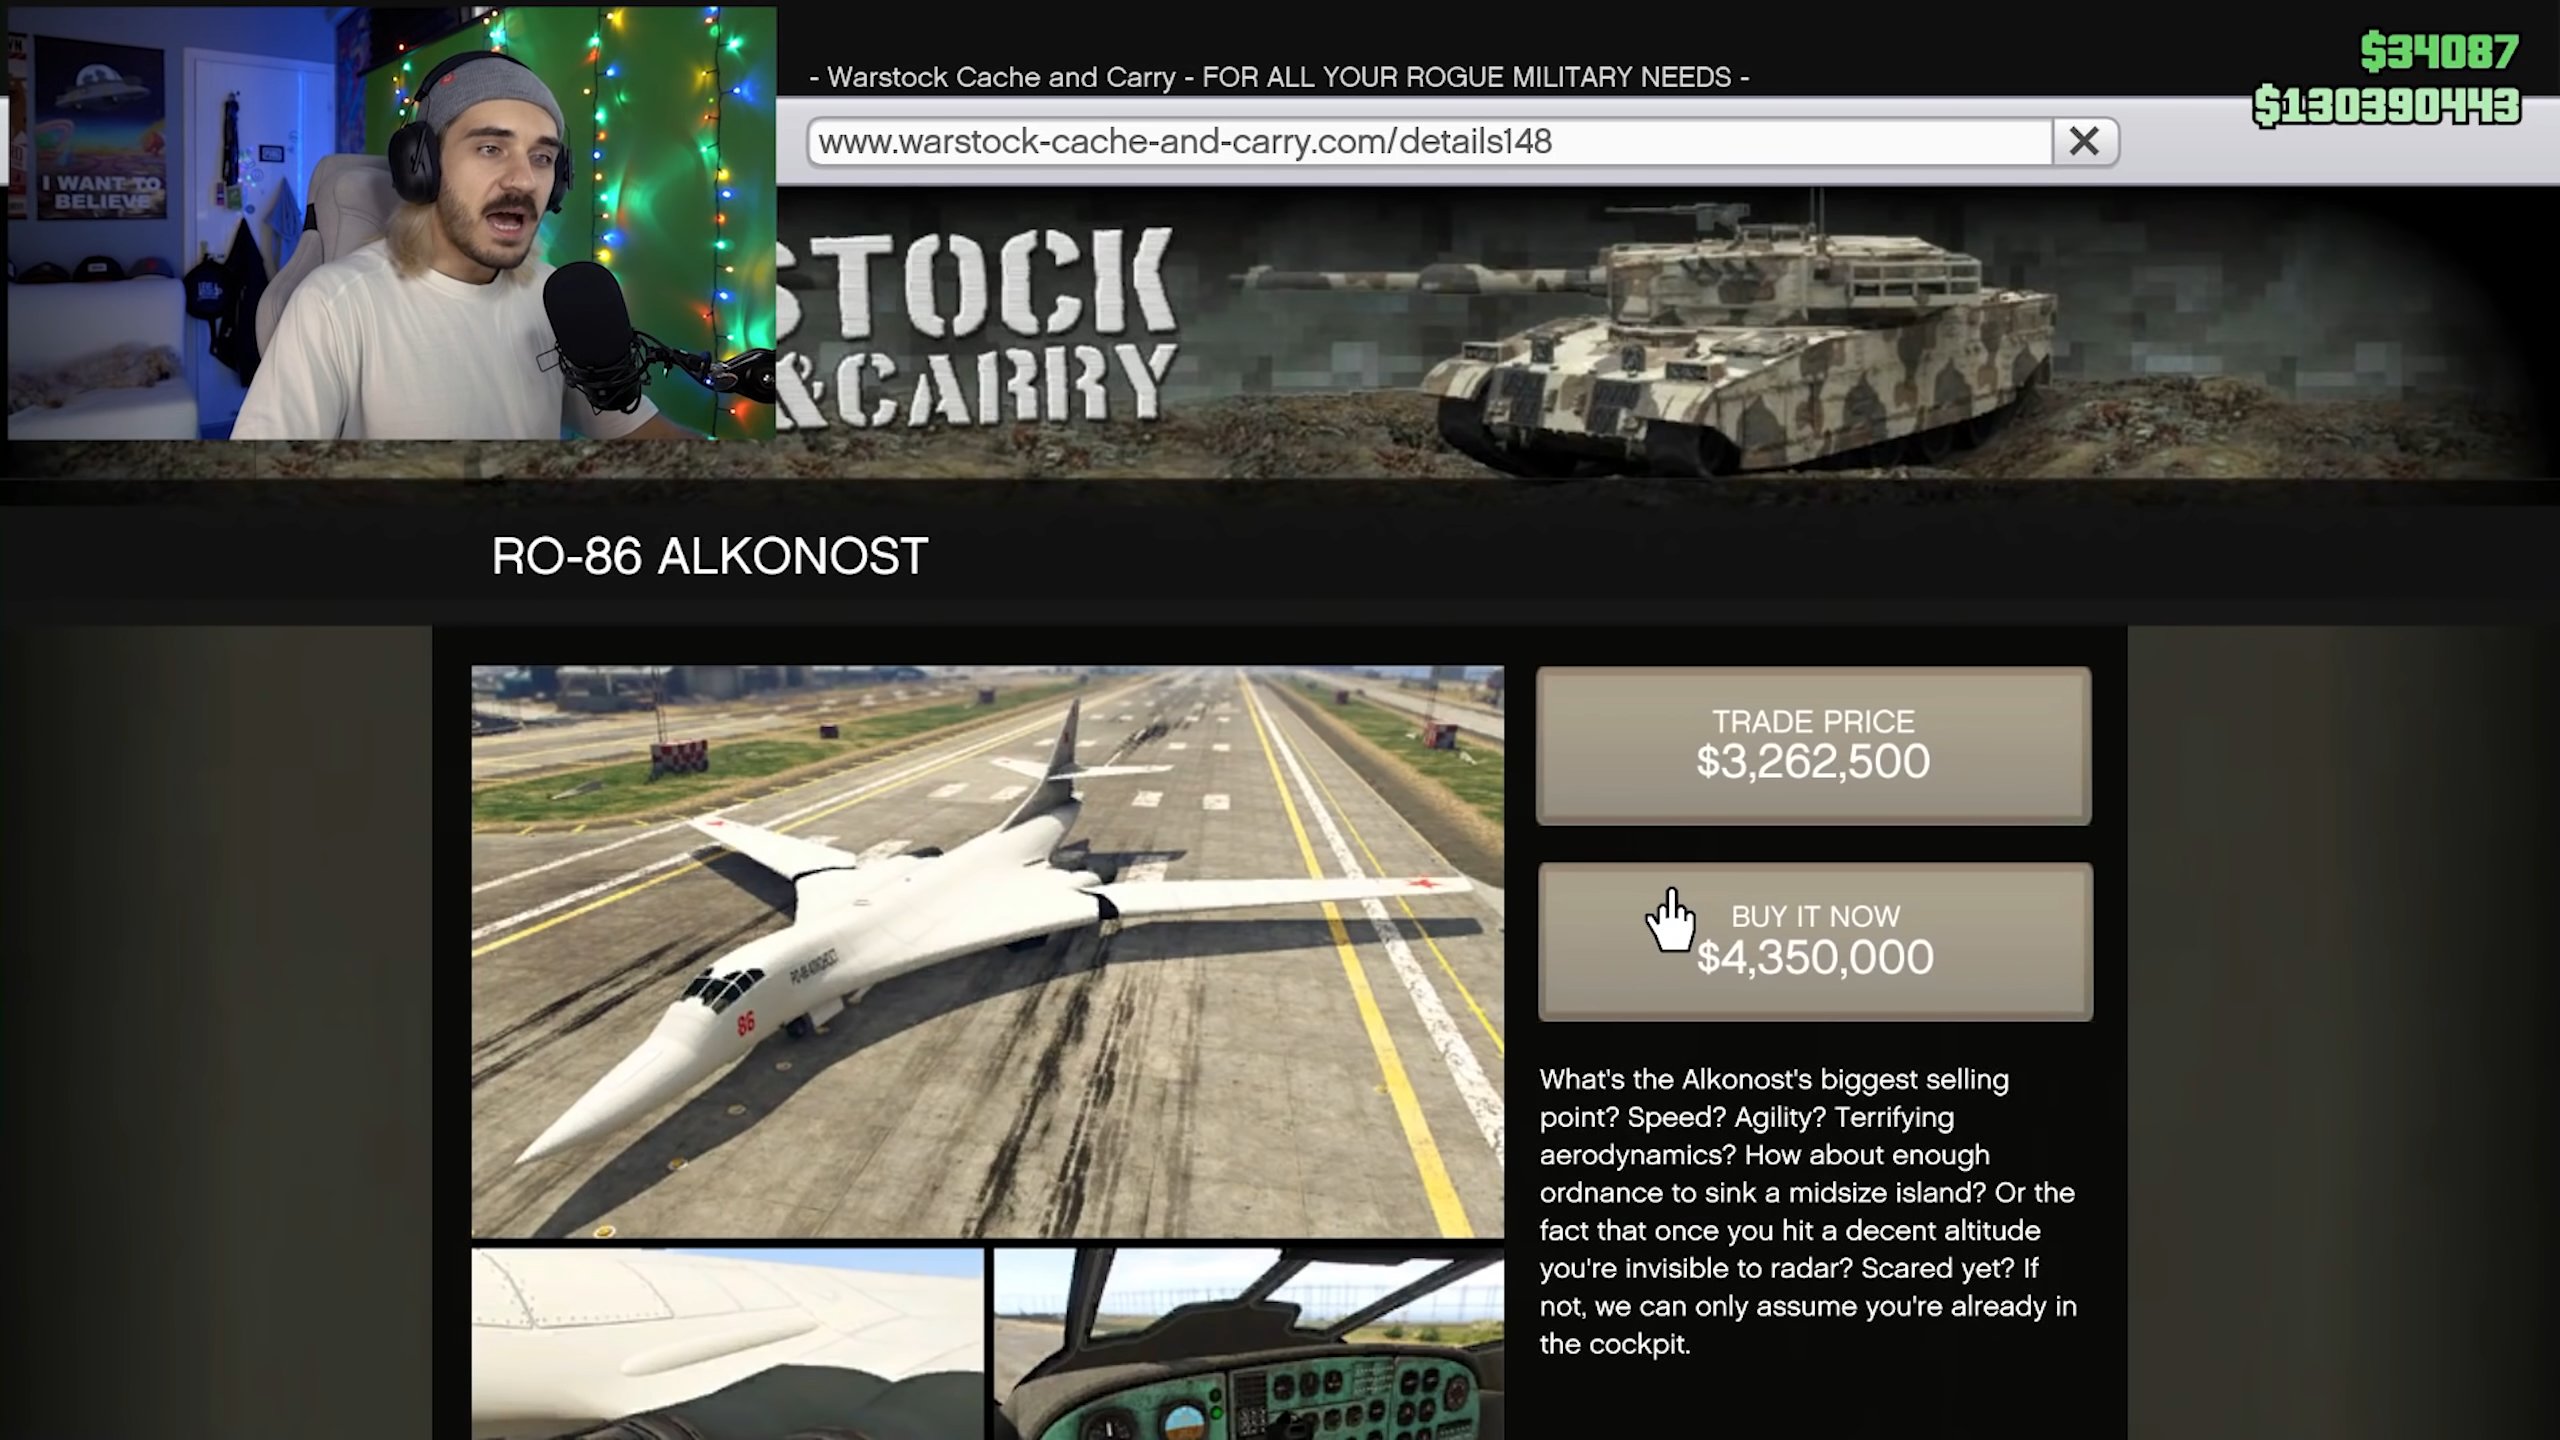 I WANT TO
BELIEVE
- Warstock Cache and Carry - FOR ALL YOUR ROGUE MILITARY NEEDS -
$34087
$130390443
www.warstock-cache-and-carry.com/details148
STOCK
&CARRY
RO-86 ALKONOST
86
TRADE PRICE
$3,262,500
BUY IT NOW
$4,350,000
What's the Alkonost's biggest selling
point? Speed? Agility? Terrifying
aerodynamics? How about enough
ordnance to sink a midsize island? Or the
fact that once you hit a decent altitude
you're invisible to radar? Scared yet? If
not, we can only assume you're already in
the cockpit.